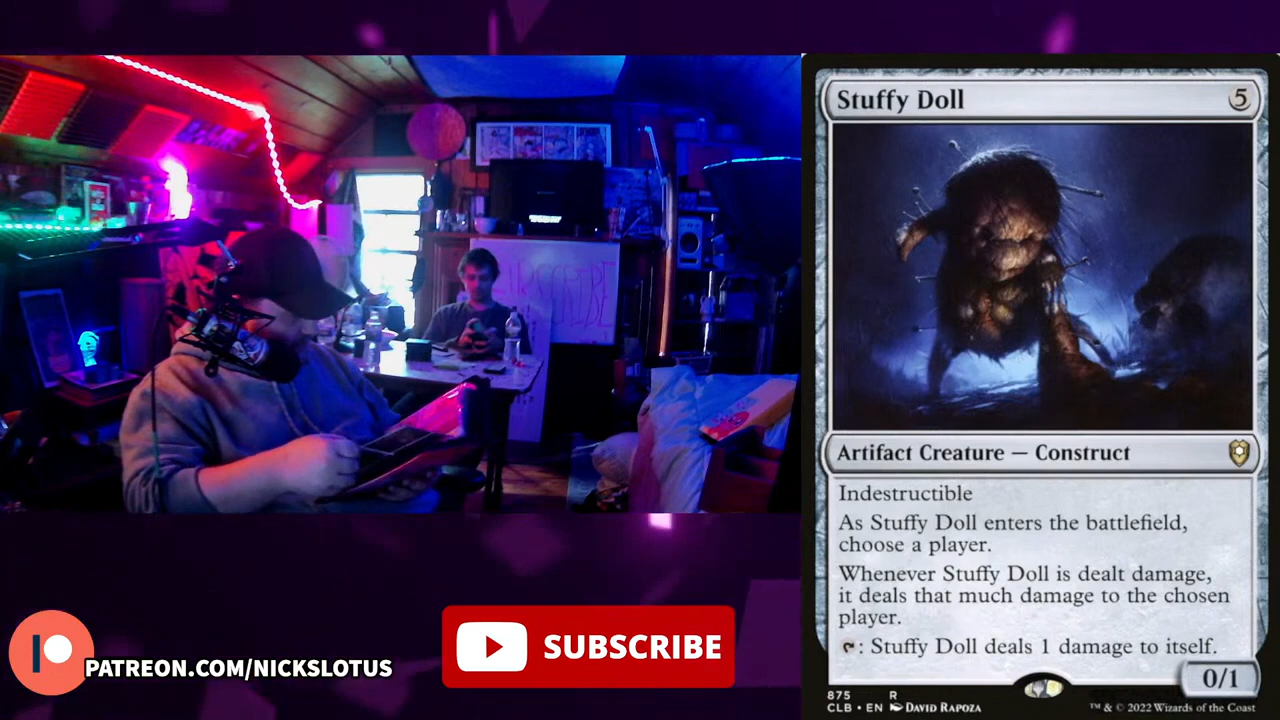 SUBSCRIBE
PATREON.COM/NICKSLOTUS
SUBSCRIBE
Stuffy Doll 5
Artifact Creature — Construct
Indestructible
As Stuffy Doll enters the battlefield,
choose a player.
Whenever Stuffy Doll is dealt damage,
it deals that much damage to the chosen
player.
: Stuffy Doll deals 1 damage to itself.
0/1
875 R
CLB • EN DAVID RAPOZA
™ & © 2022 Wizards of the Coast